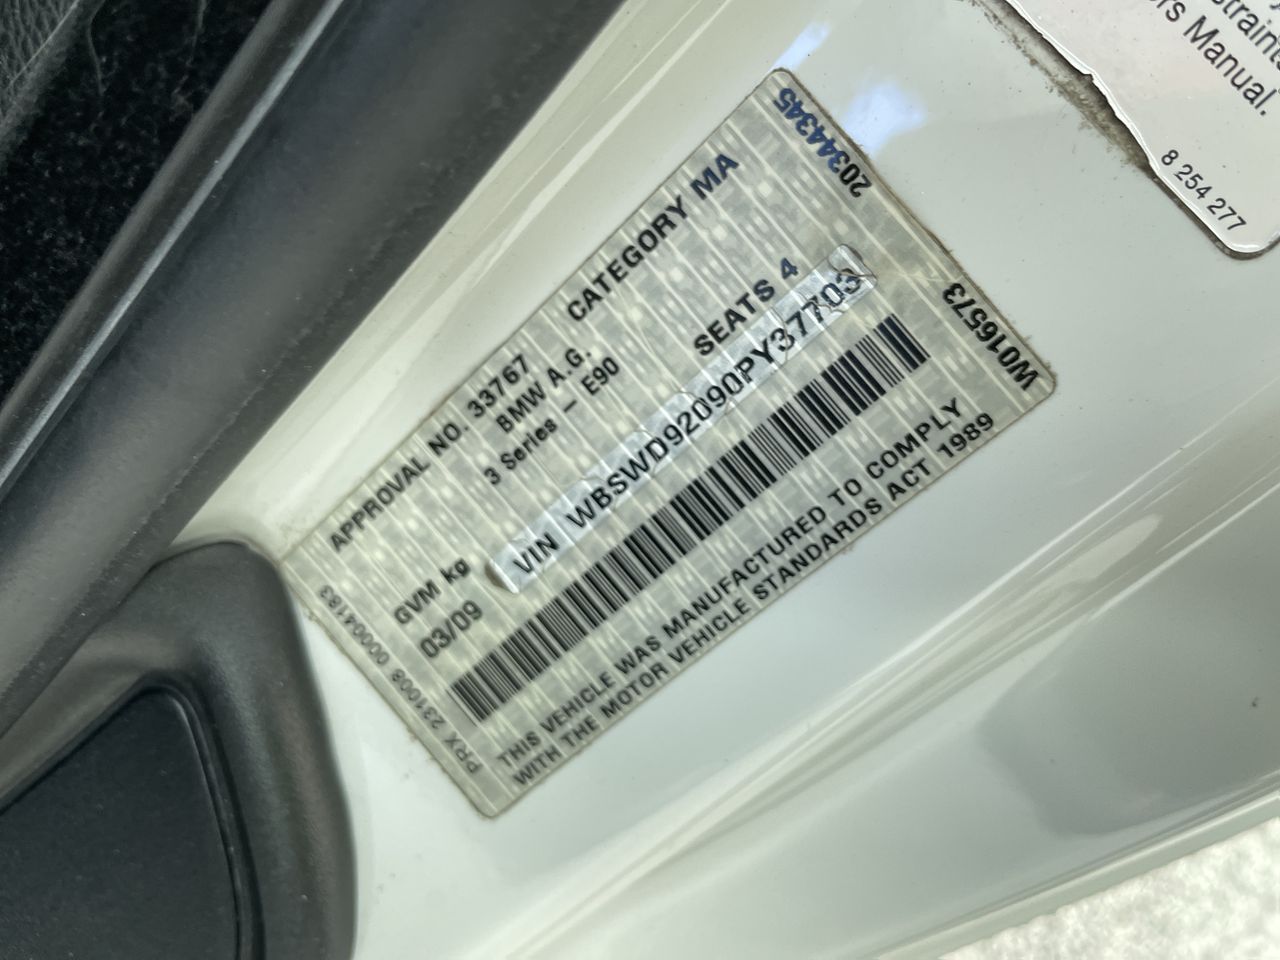 APPROVAL NO. 33767 CATEGORY MA
BMW A.G.
3 Series - E90
GVM kg SEATS 4
03/09 VIN WBSWD92090PY37703
THIS VEHICLE WAS MANUFACTURED TO COMPLY
WITH THE MOTOR VEHICLE STANDARDS ACT 1989
PRX 231008 00004183
20344345
W016573
Manual.
8 254 277